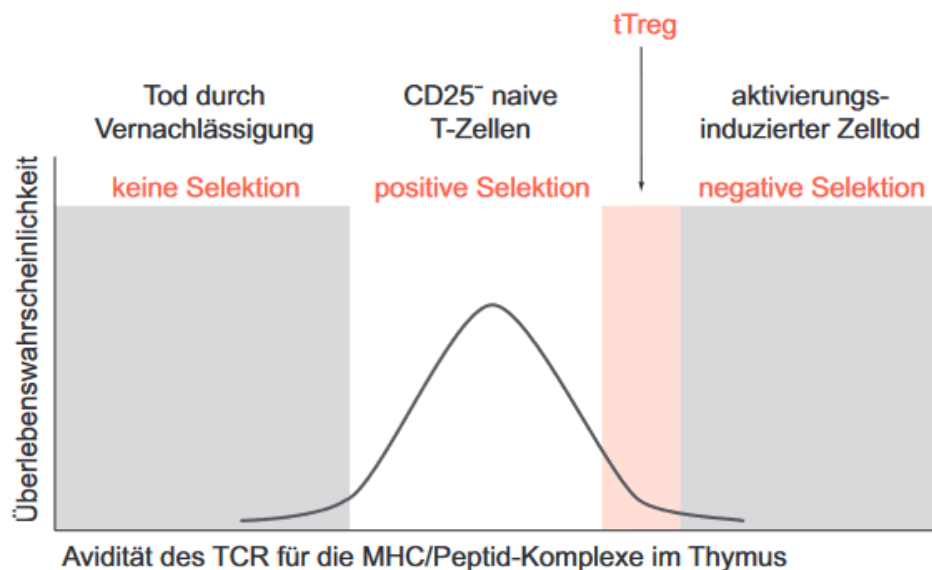 tTreg
Tod durch
Vernachlässigung
keine Selektion
CD25⁻ naive
T-Zellen
positive Selektion
aktivierungs-
induzierter Zelltod
negative Selektion
Überlebenswahrscheinlichkeit
Avidität des TCR für die MHC/Peptid-Komplexe im Thymus